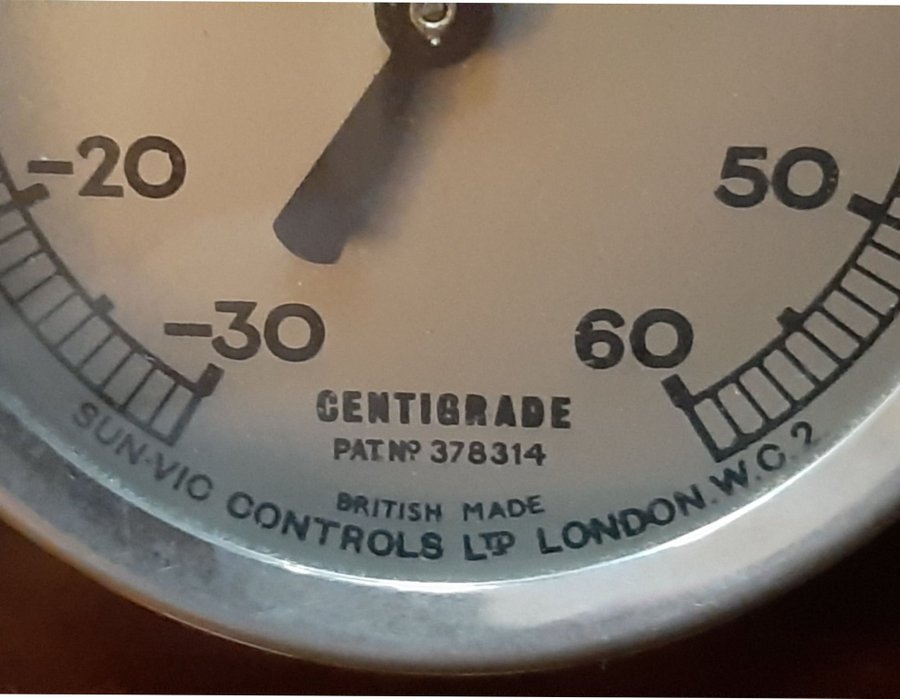 -20
50
-30
60
CENTIGRADE
PAT. Nº 378314
BRITISH MADE
SUN-VIC CONTROLS LTD LONDON.W.C.2